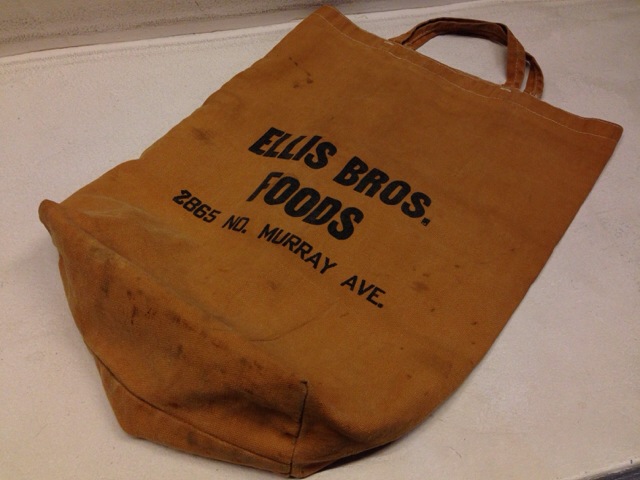 ELLIS BROS.
FOODS
2865 NO. MURRAY AVE.